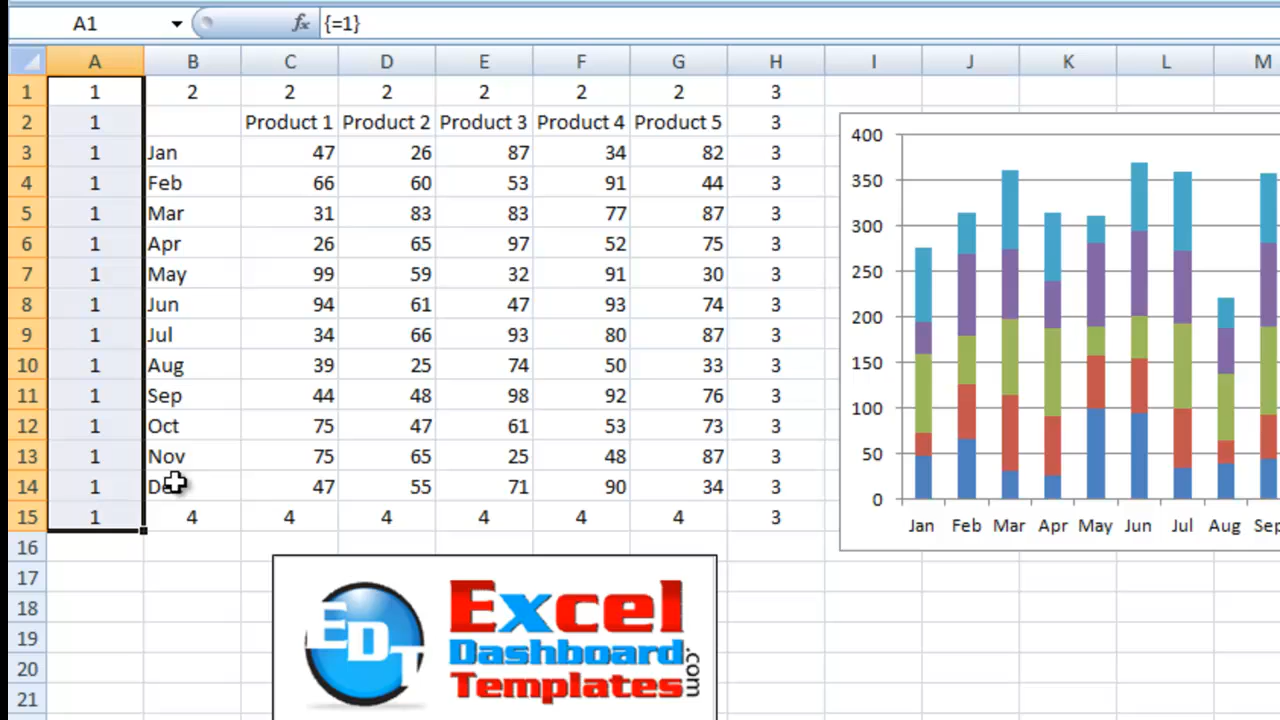 A1 fx {=1}
A B C D E F G H I J K L M
1 1 2 2 2 2 2 2 3
2 1 Product 1 Product 2 Product 3 Product 4 Product 5 3
3 1 Jan 47 26 87 34 82 3
4 1 Feb 66 60 53 91 44 3
5 1 Mar 31 83 83 77 87 3
6 1 Apr 26 65 97 52 75 3
7 1 May 99 59 32 91 30 3
8 1 Jun 94 61 47 93 74 3
9 1 Jul 34 66 93 80 87 3
10 1 Aug 39 25 74 50 33 3
11 1 Sep 44 48 98 92 76 3
12 1 Oct 75 47 61 53 73 3
13 1 Nov 75 65 25 48 87 3
14 1 47 55 71 90 34 3
15 1 4 4 4 4 4 4 3
16
17
18
19
20
21
400
350
300
250
200
150
100
50
0
Jan Feb Mar Apr May Jun Jul Aug Sep
EDT
Excel
Dashboard
Templates
.com